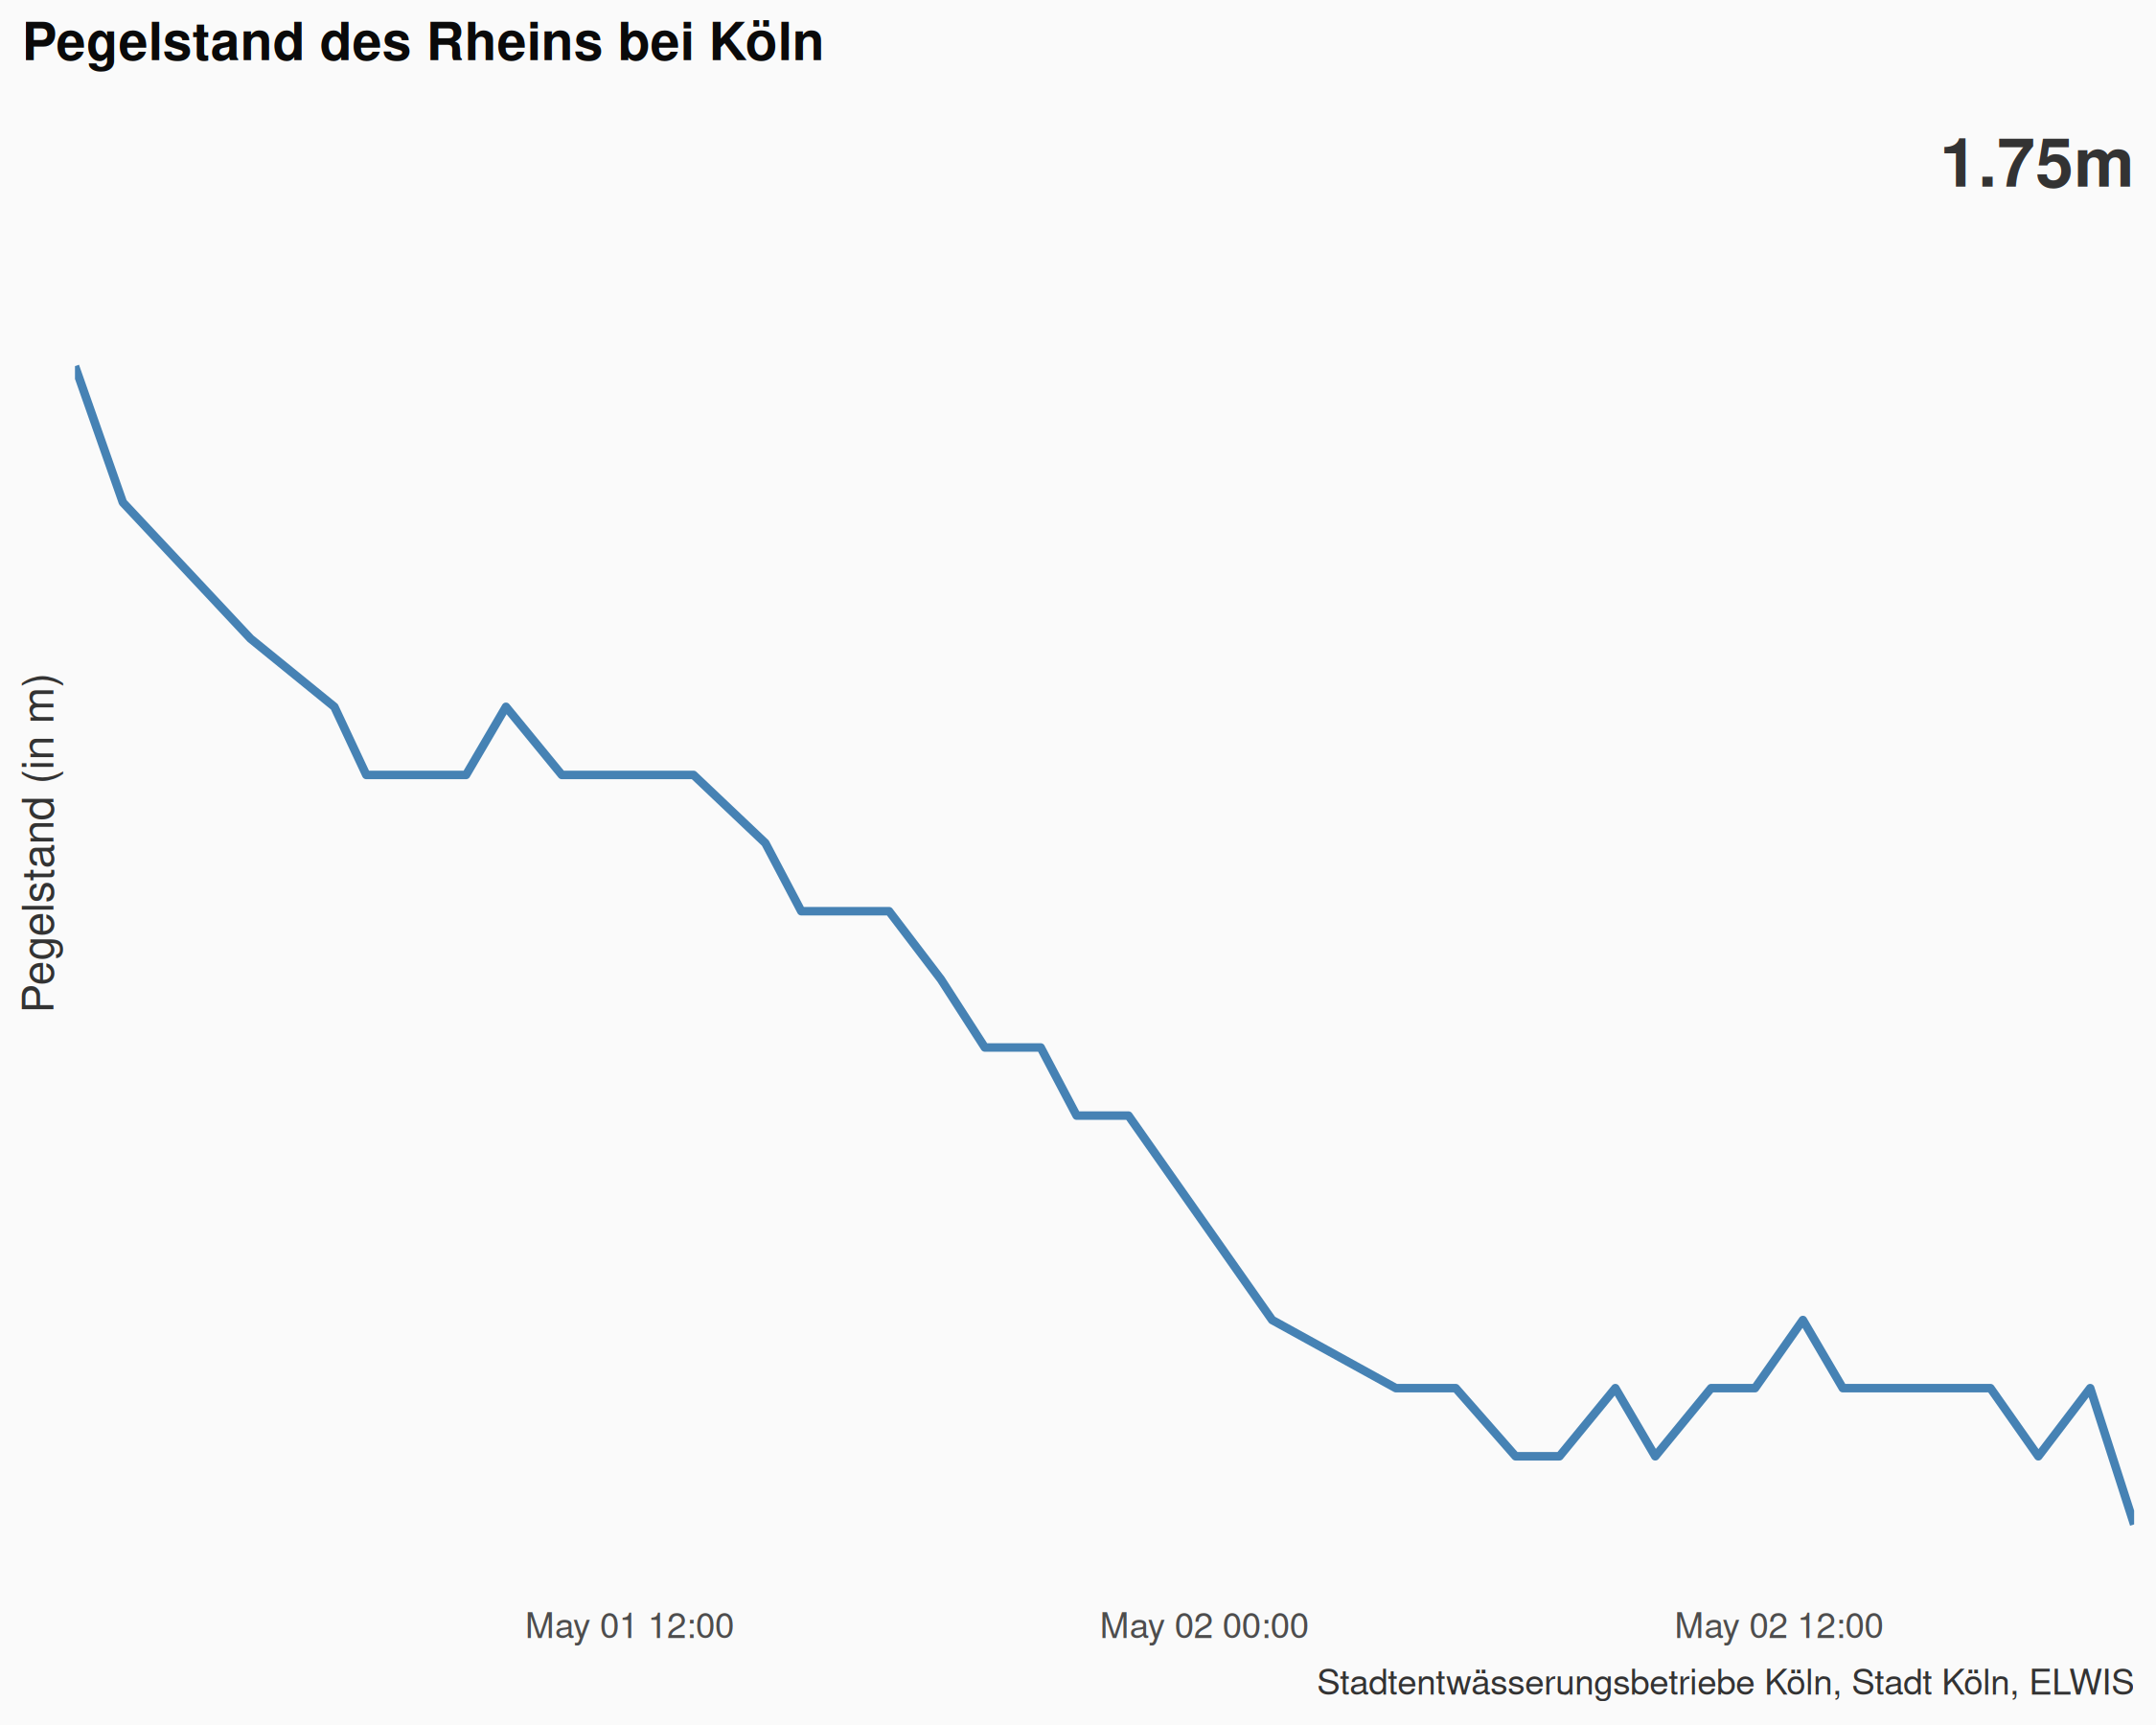 Pegelstand des Rheins bei Köln
1.75m
Pegelstand (in m)
May 01 12:00
May 02 00:00
May 02 12:00
Stadtentwässerungsbetriebe Köln, Stadt Köln, ELWIS